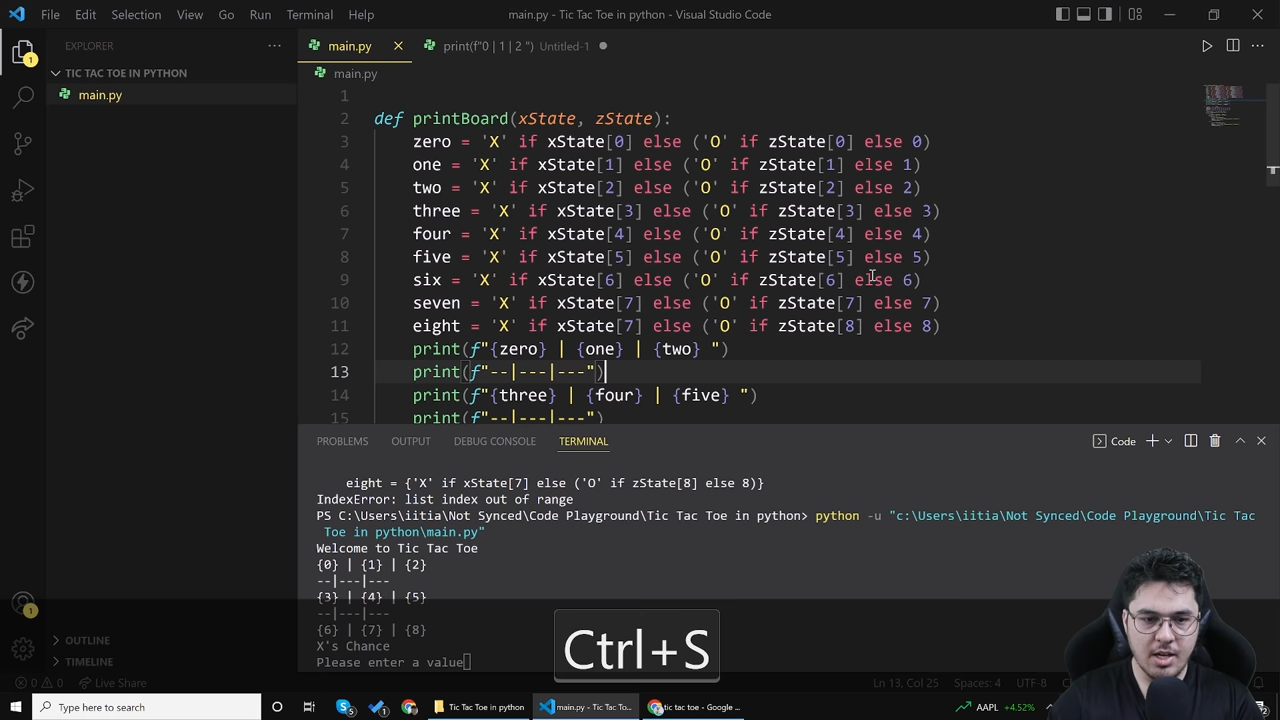 File Edit Selection View Go Run Terminal Help
main.py - Tic Tac Toe in python - Visual Studio Code
EXPLORER
TIC TAC TOE IN PYTHON
main.py
OUTLINE
TIMELINE
main.py
print(f"0 | 1 | 2 ") Untitled-1
main.py
1
2 def printBoard(xState, zState):
3 zero = 'X' if xState[0] else ('O' if zState[0] else 0)
4 one = 'X' if xState[1] else ('O' if zState[1] else 1)
5 two = 'X' if xState[2] else ('O' if zState[2] else 2)
6 three = 'X' if xState[3] else ('O' if zState[3] else 3)
7 four = 'X' if xState[4] else ('O' if zState[4] else 4)
8 five = 'X' if xState[5] else ('O' if zState[5] else 5)
9 six = 'X' if xState[6] else ('O' if zState[6] else 6)
10 seven = 'X' if xState[7] else ('O' if zState[7] else 7)
11 eight = 'X' if xState[7] else ('O' if zState[8] else 8)
12 print(f"{zero} | {one} | {two} ")
13 print(f"--|---|---")
14 print(f"{three} | {four} | {five} ")
15 print(f"--|---|---")
PROBLEMS OUTPUT DEBUG CONSOLE TERMINAL
Code
eight = {'X' if xState[7] else ('O' if zState[8] else 8)}
IndexError: list index out of range
PS C:\Users\iitia\Not Synced\Code Playground\Tic Tac Toe in python> python -u "c:\Users\iitia\Not Synced\Code Playground\Tic Tac
Toe in python\main.py"
Welcome to Tic Tac Toe
{0} | {1} | {2}
--|---|---
{3} | {4} | {5}
--|---|---
{6} | {7} | {8}
X's Chance
Please enter a value
Ctrl+S
0 0 Live Share
Ln 13, Col 25 Spaces: 4 UTF-8
Type here to search
Tic Tac Toe in python
main.py - Tic Tac To...
tic tac toe - Google ...
AAPL +4.52%